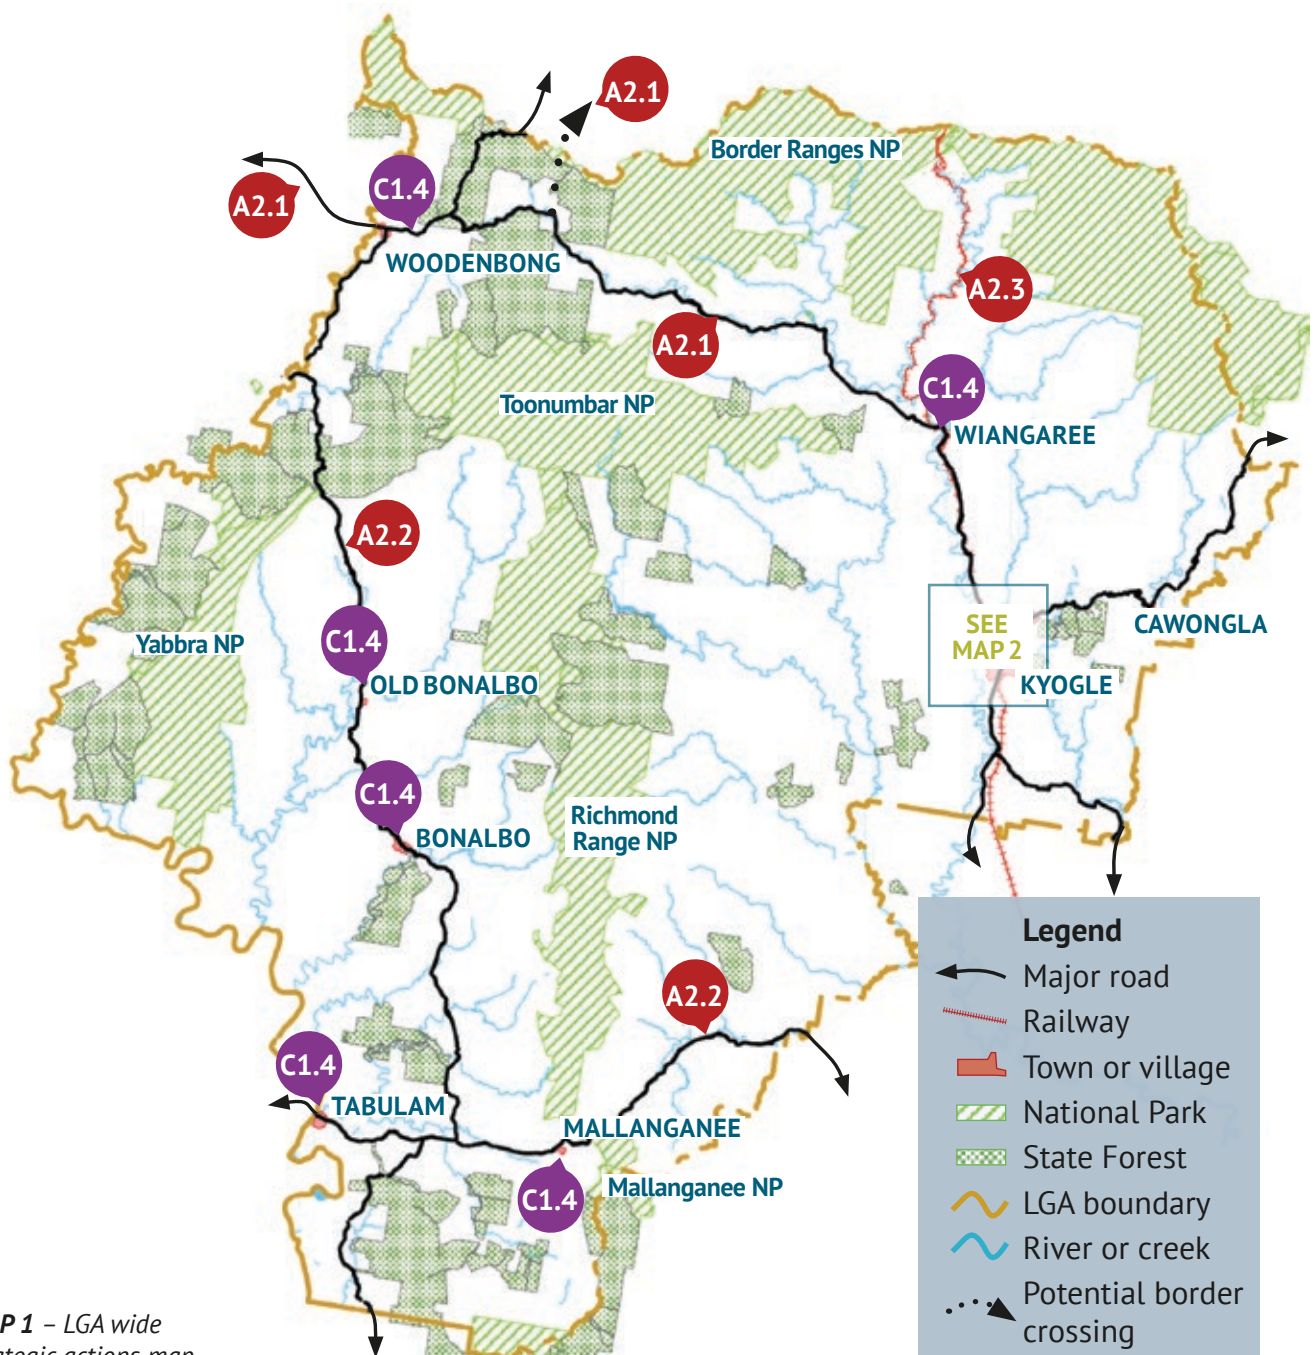 A2.1
Border Ranges NP
C1.4
A2.1
WOODENBONG
A2.3
A2.1
C1.4
Toonumbar NP
WIANGAREE
A2.2
SEE
MAP 2
CAWONGLA
Yabbra NP
C1.4
OLD BONALBO
KYOGLE
C1.4
BONALBO
Richmond
Range NP
A2.2
C1.4
TABULAM
MALLANGANEE
C1.4
Mallanganee NP
Legend
Major road
Railway
Town or village
National Park
State Forest
LGA boundary
River or creek
Potential border
crossing
P 1 – LGA wide
ategic actions map